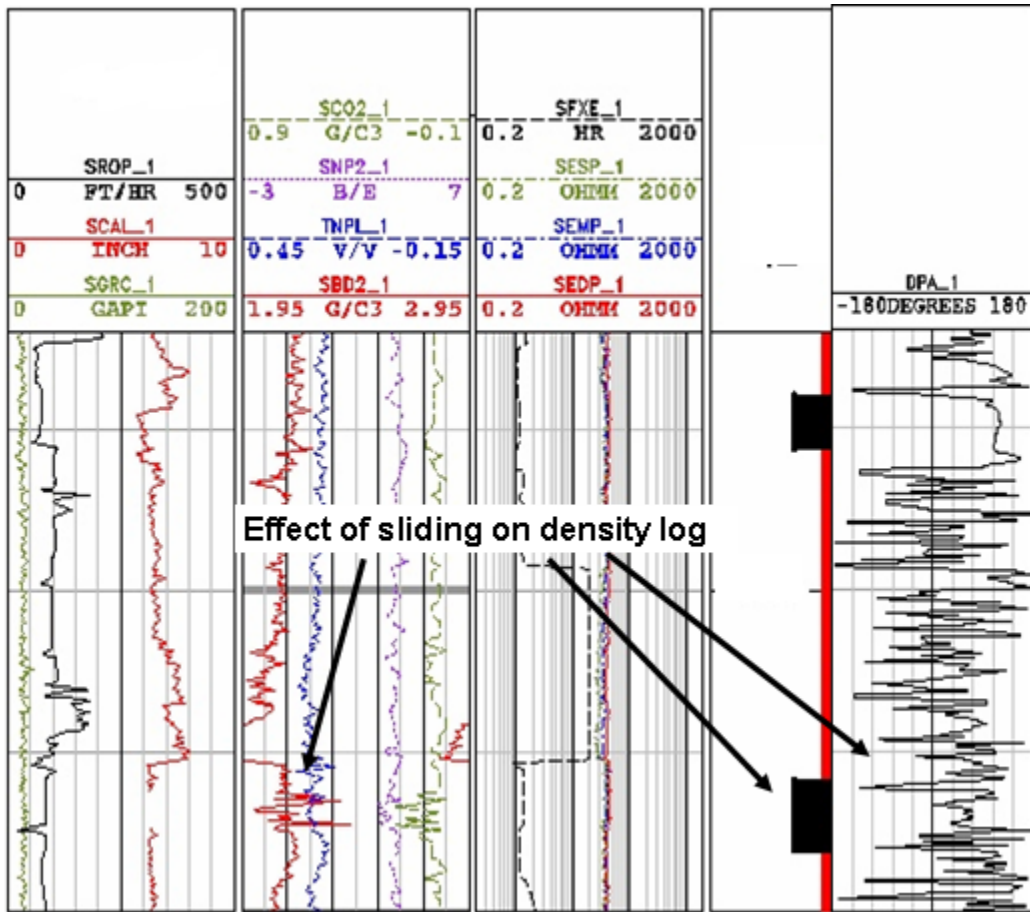 SROP_1
0 FT/HR 500
SCAL_1
0 INCH 10
SGRC_1
0 GAPI 200
SCO2_1
0.9 G/C3 -0.1
SNP2_1
-3 B/E 7
TNPL_1
0.45 V/V -0.15
SBD2_1
1.95 G/C3 2.95
SFXE_1
0.2 HR 2000
SESP_1
0.2 OHMM 2000
SEMP_1
0.2 OHMM 2000
SEDP_1
0.2 OHMM 2000
DPA_1
-180DEGREES 180
Effect of sliding on density log